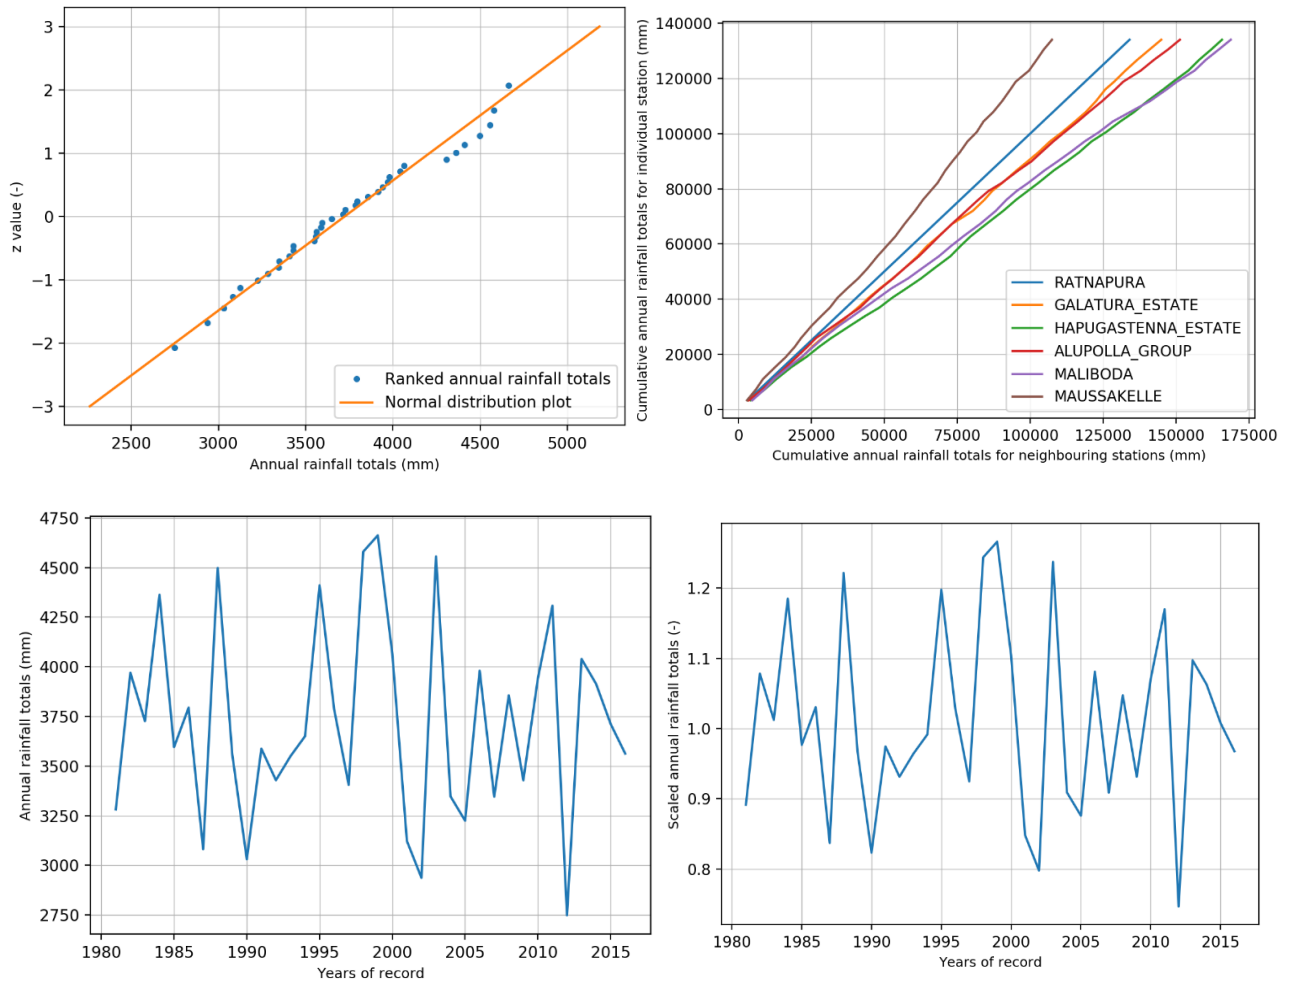 3
2
1
0
−1
−2
−3
z value (-)
2500 3000 3500 4000 4500 5000
Annual rainfall totals (mm)
Ranked annual rainfall totals
Normal distribution plot
140000
120000
100000
80000
60000
40000
20000
0
Cumulative annual rainfall totals for individual station (mm)
0 25000 50000 75000 100000 125000 150000 175000
Cumulative annual rainfall totals for neighbouring stations (mm)
RATNAPURA
GALATURA_ESTATE
HAPUGASTENNA_ESTATE
ALUPOLLA_GROUP
MALIBODA
MAUSSAKELLE
4750
4500
4250
4000
3750
3500
3250
3000
2750
Annual rainfall totals (mm)
1980 1985 1990 1995 2000 2005 2010 2015
Years of record
1.2
1.1
1.0
0.9
0.8
Scaled annual rainfall totals (-)
1980 1985 1990 1995 2000 2005 2010 2015
Years of record